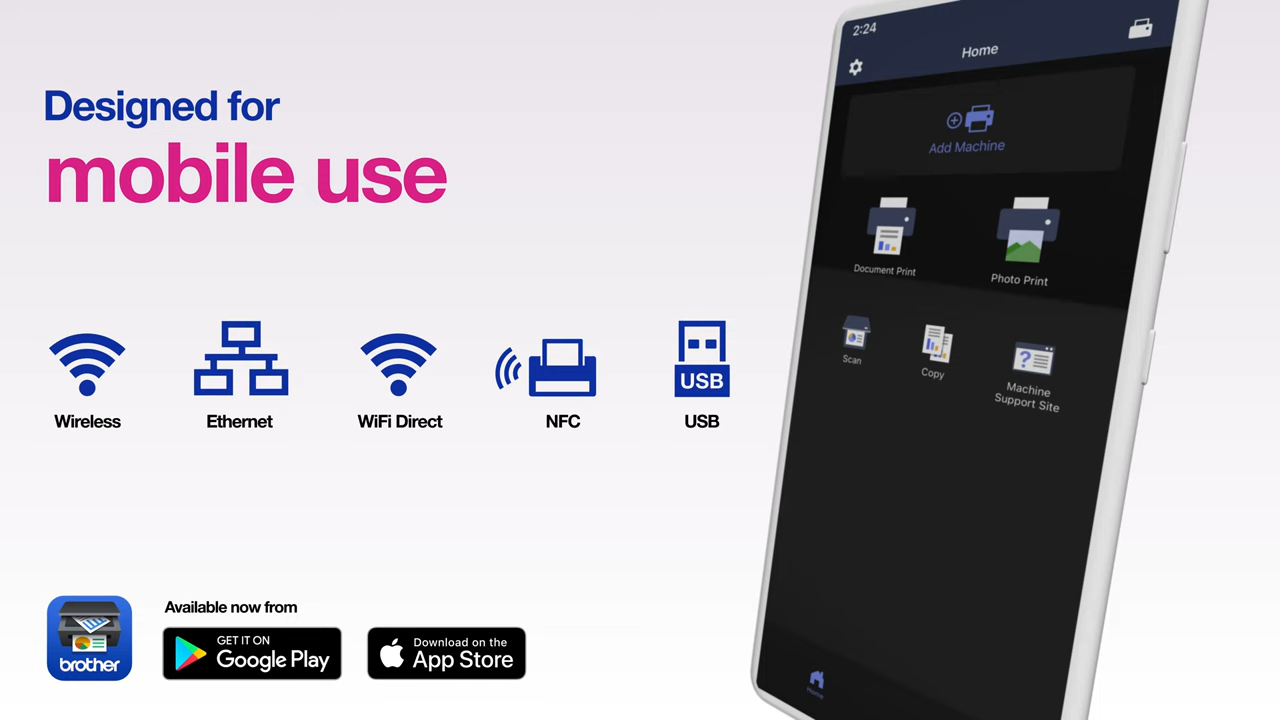 Designed for
mobile use
Wireless
Ethernet
WiFi Direct
NFC
USB
USB
Available now from
brother
GET IT ON
Google Play
Download on the
App Store
2:24
Home
Add Machine
Document Print
Photo Print
Scan
Copy
Machine
Support Site
Home